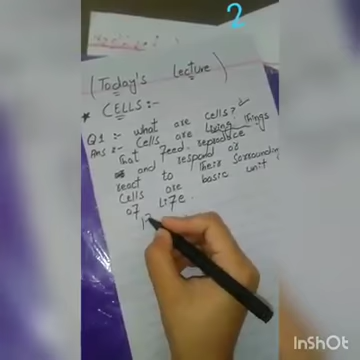 2
(Today's Lecture)
* CELLS:-
Q1:- what are cells? ✓
Ans:- Cells are living things
that feed reproduce
and respond or
react to their sorrounding
Cells are basic unit
of Life.
InShOt